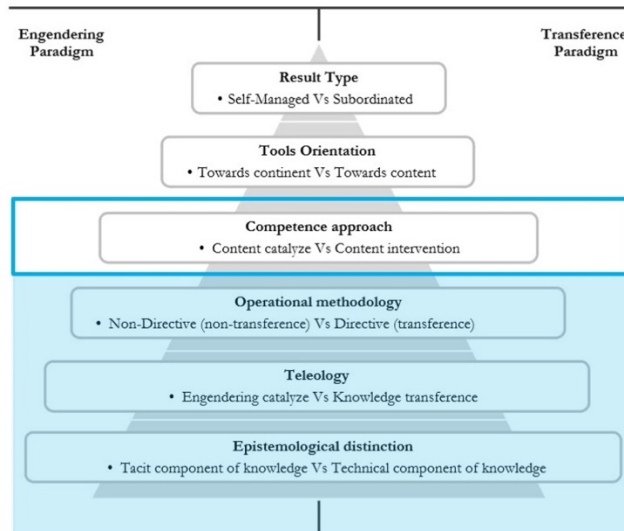 Engendering
Paradigm
Transference
Paradigm
Result Type
• Self-Managed Vs Subordinated
Tools Orientation
• Towards continent Vs Towards content
Competence approach
• Content catalyze Vs Content intervention
Operational methodology
• Non-Directive (non-transference) Vs Directive (transference)
Teleology
• Engendering catalyze Vs Knowledge transference
Epistemological distinction
• Tacit component of knowledge Vs Technical component of knowledge